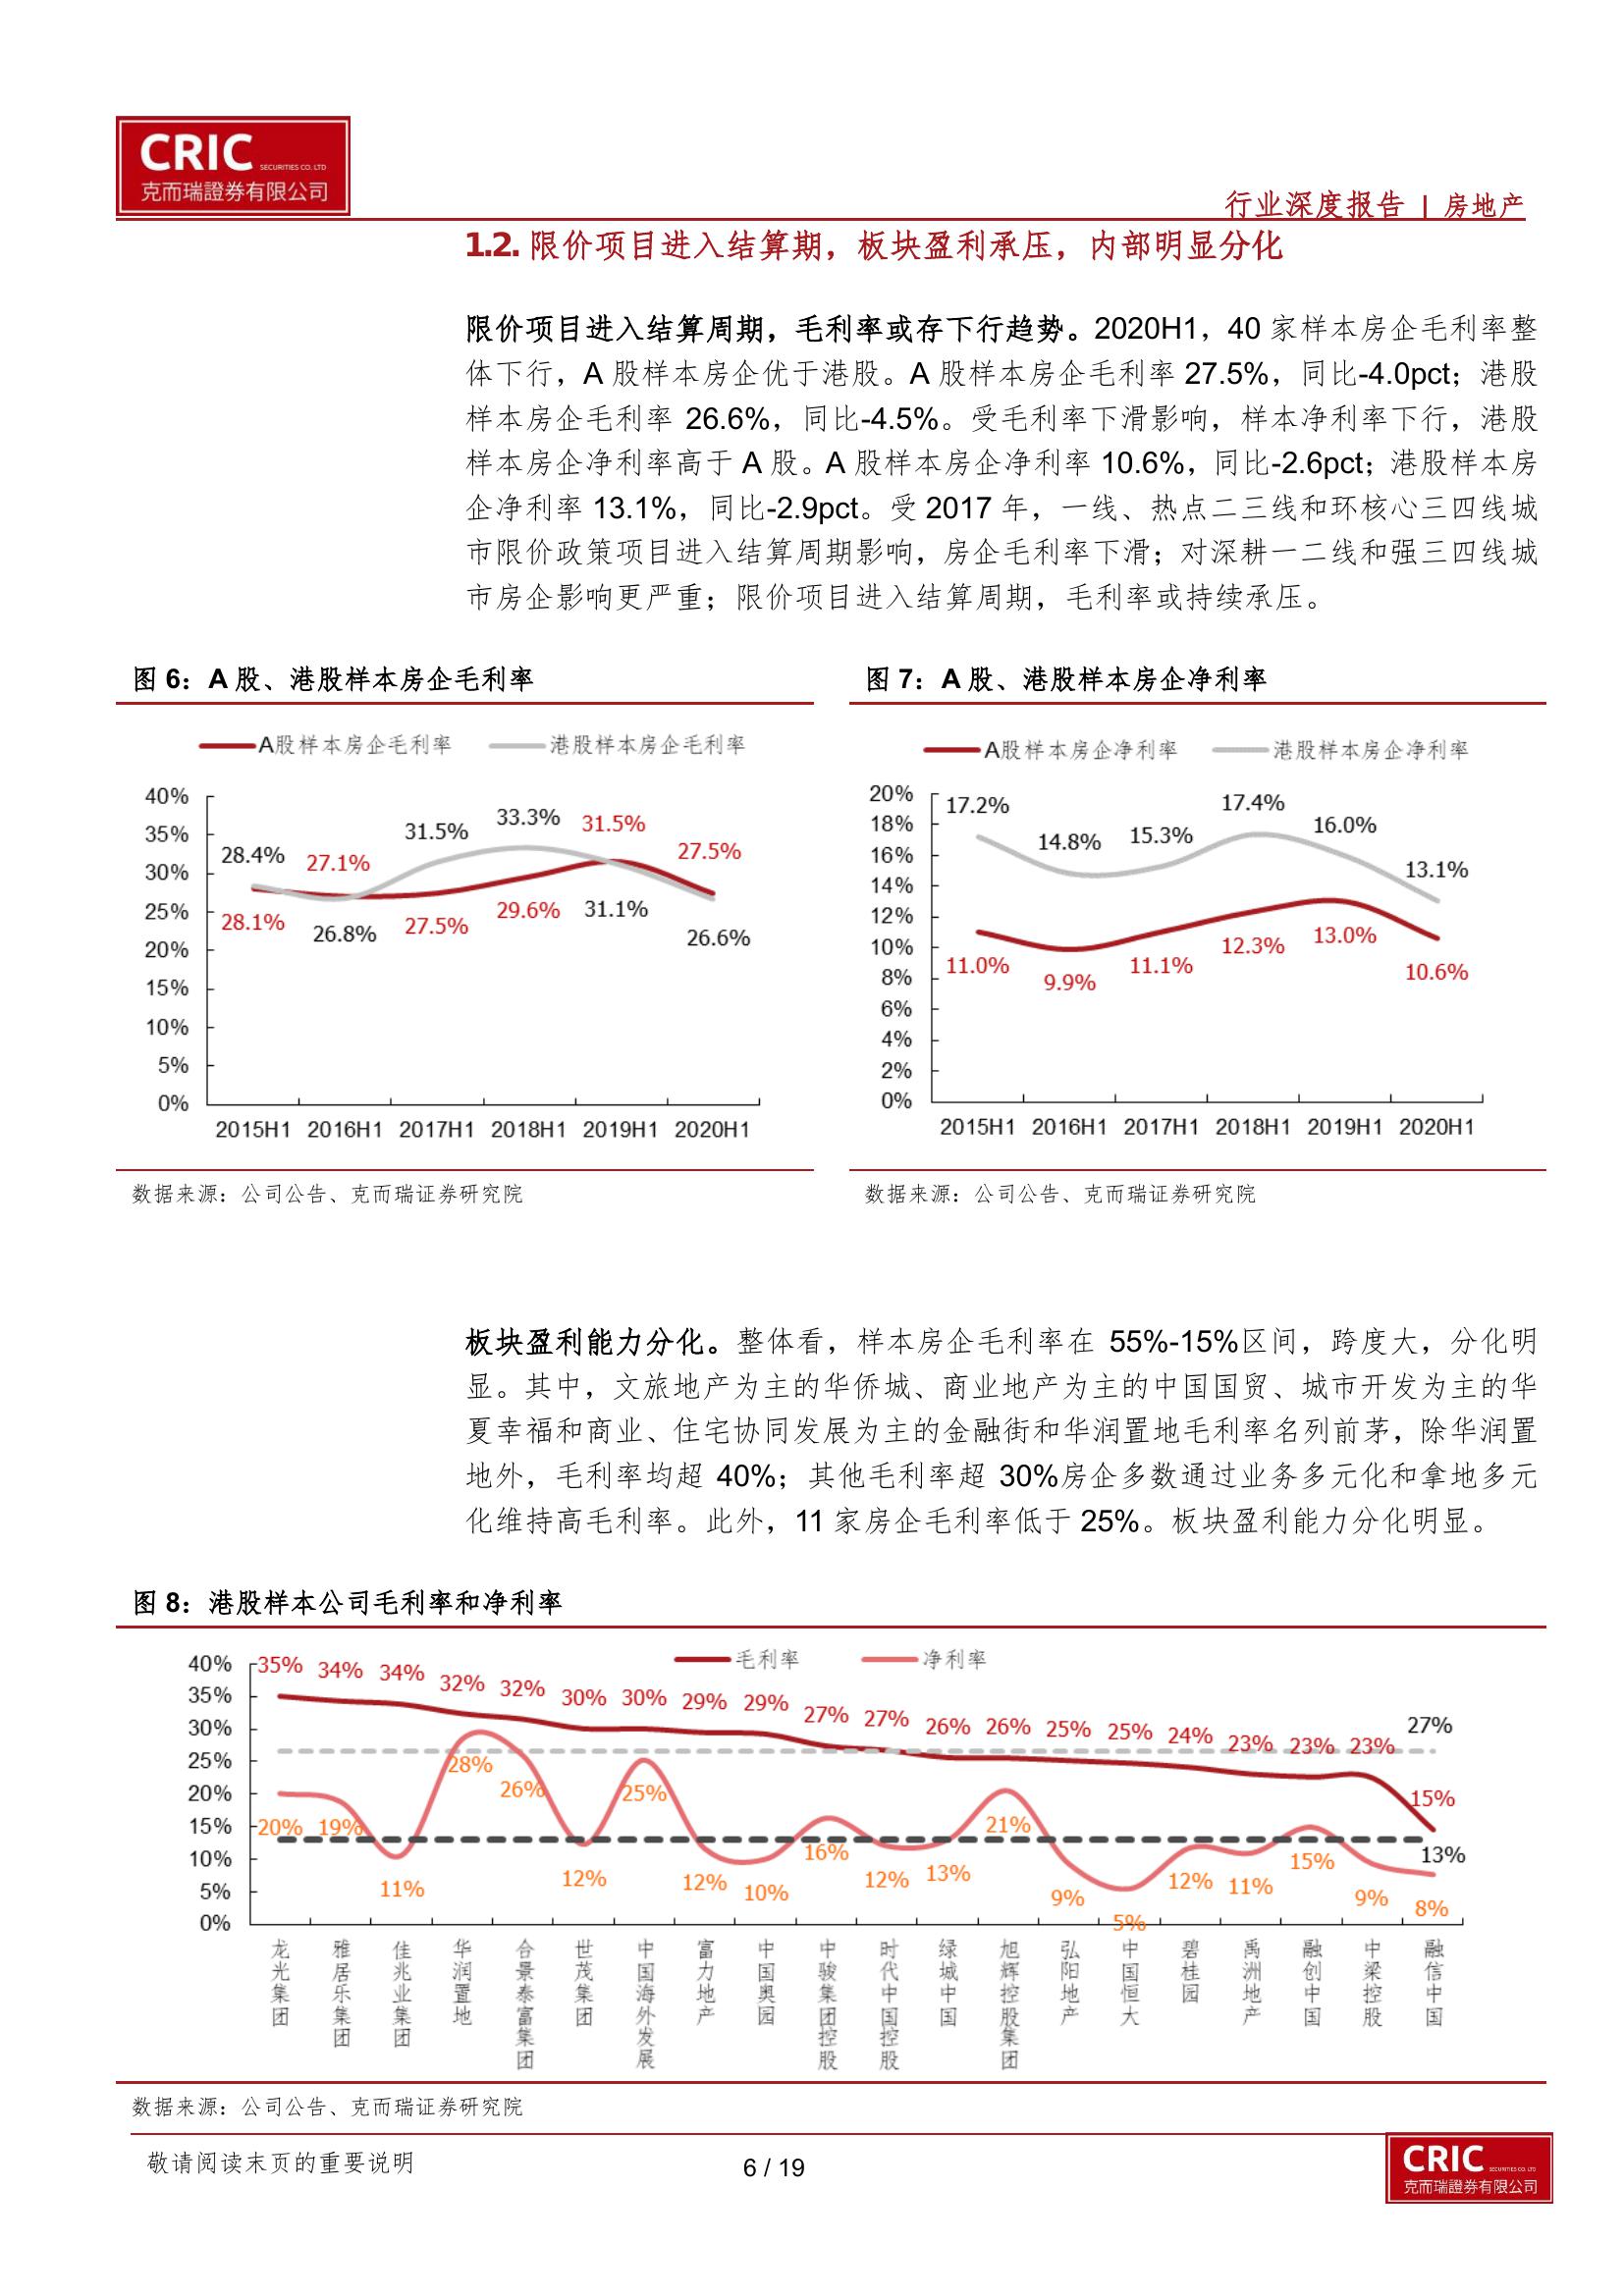 CRIC SECURITIES CO. LTD
克而瑞證券有限公司
行业深度报告 | 房地产
1.2. 限价项目进入结算期，板块盈利承压，内部明显分化
限价项目进入结算周期，毛利率或存下行趋势。2020H1，40 家样本房企毛利率整
体下行，A 股样本房企优于港股。A 股样本房企毛利率 27.5%，同比-4.0pct；港股
样本房企毛利率 26.6%，同比-4.5%。受毛利率下滑影响，样本净利率下行，港股
样本房企净利率高于 A 股。A 股样本房企净利率 10.6%，同比-2.6pct；港股样本房
企净利率 13.1%，同比-2.9pct。受 2017 年，一线、热点二三线和环核心三四线城
市限价政策项目进入结算周期影响，房企毛利率下滑；对深耕一二线和强三四线城
市房企影响更严重；限价项目进入结算周期，毛利率或持续承压。
图 6：A 股、港股样本房企毛利率
A股样本房企毛利率 港股样本房企毛利率
40%
35%
30%
25%
20%
15%
10%
5%
0%
28.4% 27.1% 31.5% 33.3% 31.5% 27.5%
28.1% 26.8% 27.5% 29.6% 31.1% 26.6%
2015H1 2016H1 2017H1 2018H1 2019H1 2020H1
数据来源：公司公告、克而瑞证券研究院
图 7：A 股、港股样本房企净利率
A股样本房企净利率 港股样本房企净利率
20%
18%
16%
14%
12%
10%
8%
6%
4%
2%
0%
17.2% 14.8% 15.3% 17.4% 16.0% 13.1%
11.0% 9.9% 11.1% 12.3% 13.0% 10.6%
2015H1 2016H1 2017H1 2018H1 2019H1 2020H1
数据来源：公司公告、克而瑞证券研究院
板块盈利能力分化。整体看，样本房企毛利率在 55%-15%区间，跨度大，分化明
显。其中，文旅地产为主的华侨城、商业地产为主的中国国贸、城市开发为主的华
夏幸福和商业、住宅协同发展为主的金融街和华润置地毛利率名列前茅，除华润置
地外，毛利率均超 40%；其他毛利率超 30%房企多数通过业务多元化和拿地多元
化维持高毛利率。此外，11 家房企毛利率低于 25%。板块盈利能力分化明显。
图 8：港股样本公司毛利率和净利率
毛利率 净利率
40%
35%
30%
25%
20%
15%
10%
5%
0%
35% 34% 34% 32% 32% 30% 30% 29% 29% 27% 27% 26% 26% 25% 25% 24% 23% 23% 23% 15%
27%
20% 19% 11% 28% 26% 12% 25% 12% 10% 16% 12% 13% 21% 9% 5% 12% 11% 15% 9% 8%
13%
龙光集团
雅居乐集团
佳兆业集团
华润置地
合景泰富集团
世茂集团
中国海外发展
富力地产
中国奥园
中骏集团控股
时代中国控股
绿城中国
旭辉控股集团
弘阳地产
中国恒大
碧桂园
禹洲地产
融创中国
中梁控股
融信中国
数据来源：公司公告、克而瑞证券研究院
敬请阅读末页的重要说明
6 / 19
CRIC SECURITIES CO. LTD
克而瑞證券有限公司